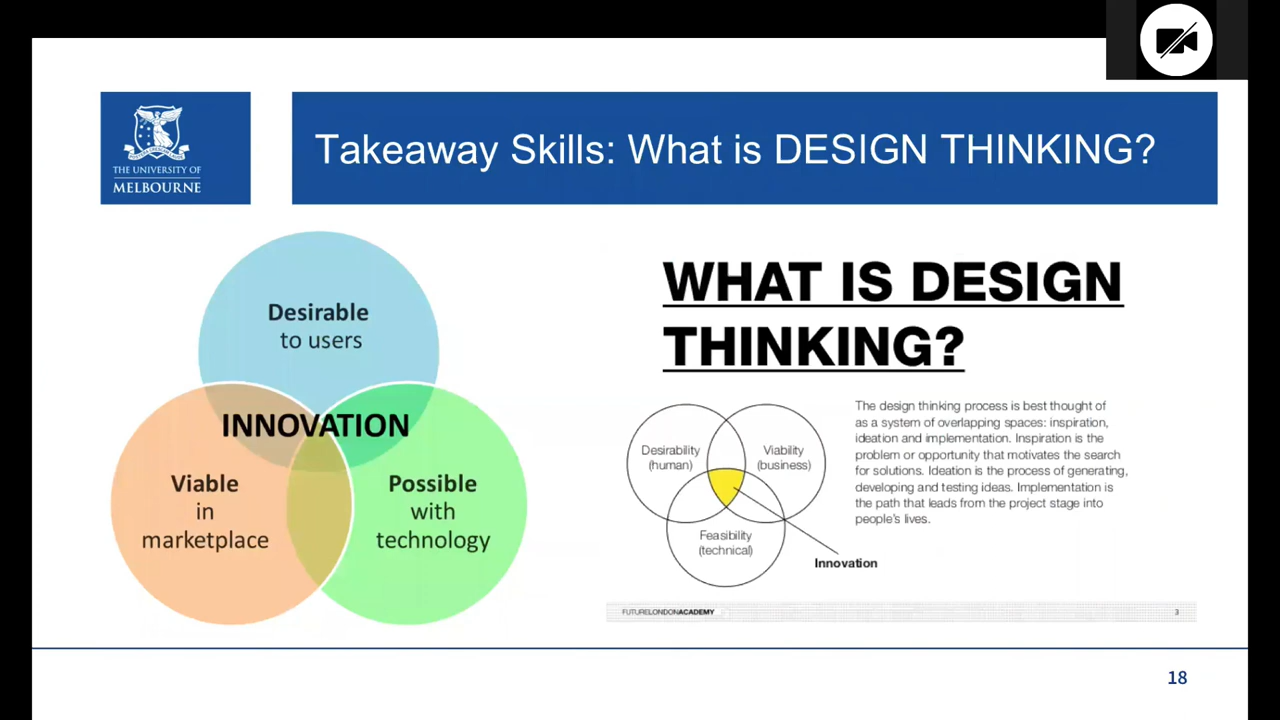 THE UNIVERSITY OF
MELBOURNE
Takeaway Skills: What is DESIGN THINKING?
Desirable
to users
INNOVATION
Viable
in
marketplace
Possible
with
technology
WHAT IS DESIGN
THINKING?
Desirability
(human)
Viability
(business)
Feasibility
(technical)
Innovation
The design thinking process is best thought of
as a system of overlapping spaces: inspiration,
ideation and implementation. Inspiration is the
problem or opportunity that motivates the search
for solutions. Ideation is the process of generating,
developing and testing ideas. Implementation is
the path that leads from the project stage into
people's lives.
FUTURELONDONACADEMY
3
18